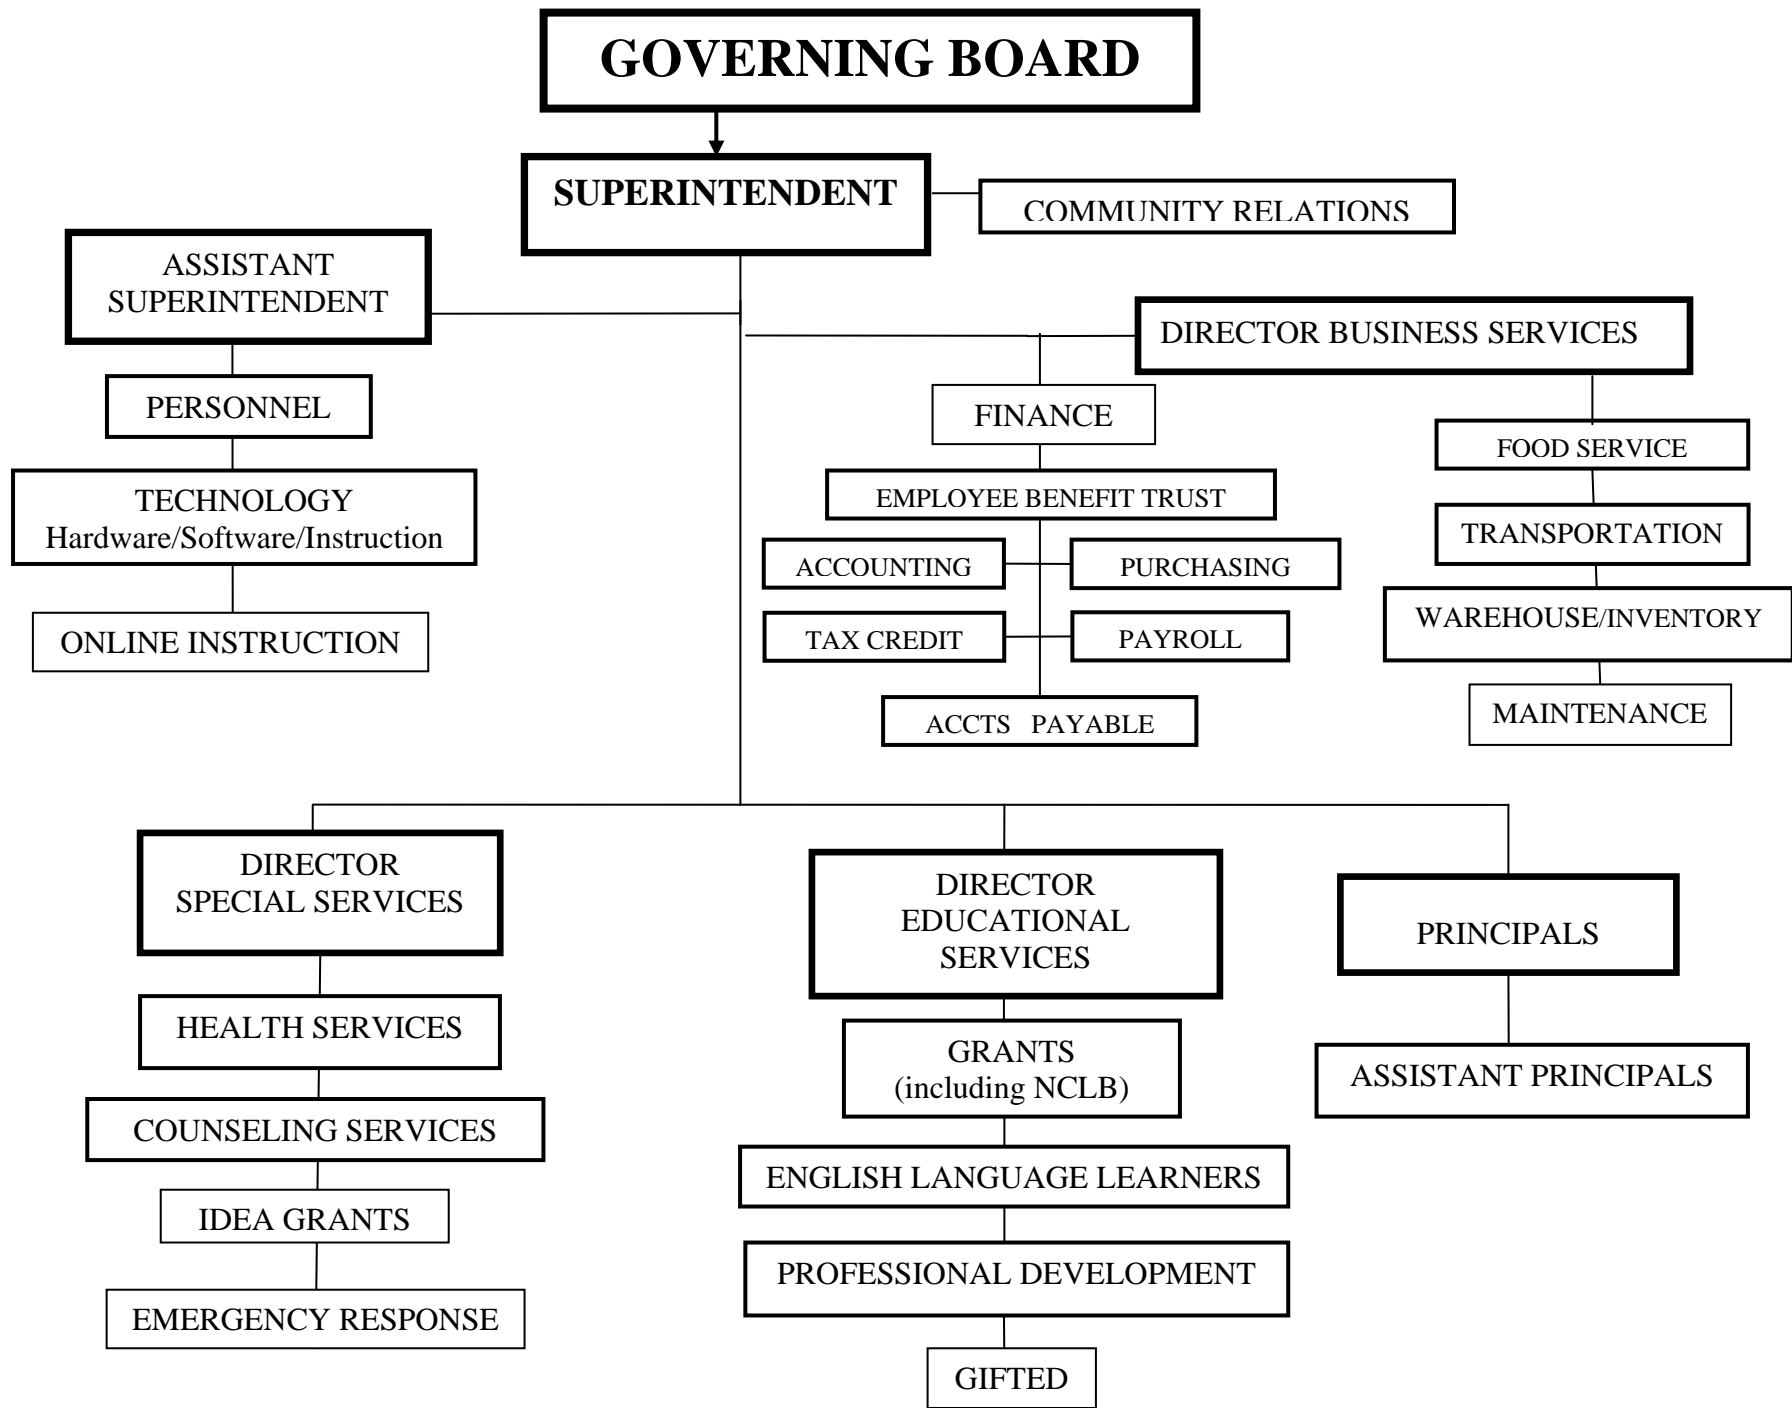 GOVERNING BOARD
SUPERINTENDENT
COMMUNITY RELATIONS
ASSISTANT
SUPERINTENDENT
DIRECTOR BUSINESS SERVICES
PERSONNEL
TECHNOLOGY
Hardware/Software/Instruction
ONLINE INSTRUCTION
FINANCE
EMPLOYEE BENEFIT TRUST
ACCOUNTING
PURCHASING
TAX CREDIT
PAYROLL
ACCTS PAYABLE
FOOD SERVICE
TRANSPORTATION
WAREHOUSE/INVENTORY
MAINTENANCE
DIRECTOR
SPECIAL SERVICES
HEALTH SERVICES
COUNSELING SERVICES
IDEA GRANTS
EMERGENCY RESPONSE
DIRECTOR
EDUCATIONAL
SERVICES
GRANTS
(including NCLB)
ENGLISH LANGUAGE LEARNERS
PROFESSIONAL DEVELOPMENT
GIFTED
PRINCIPALS
ASSISTANT PRINCIPALS